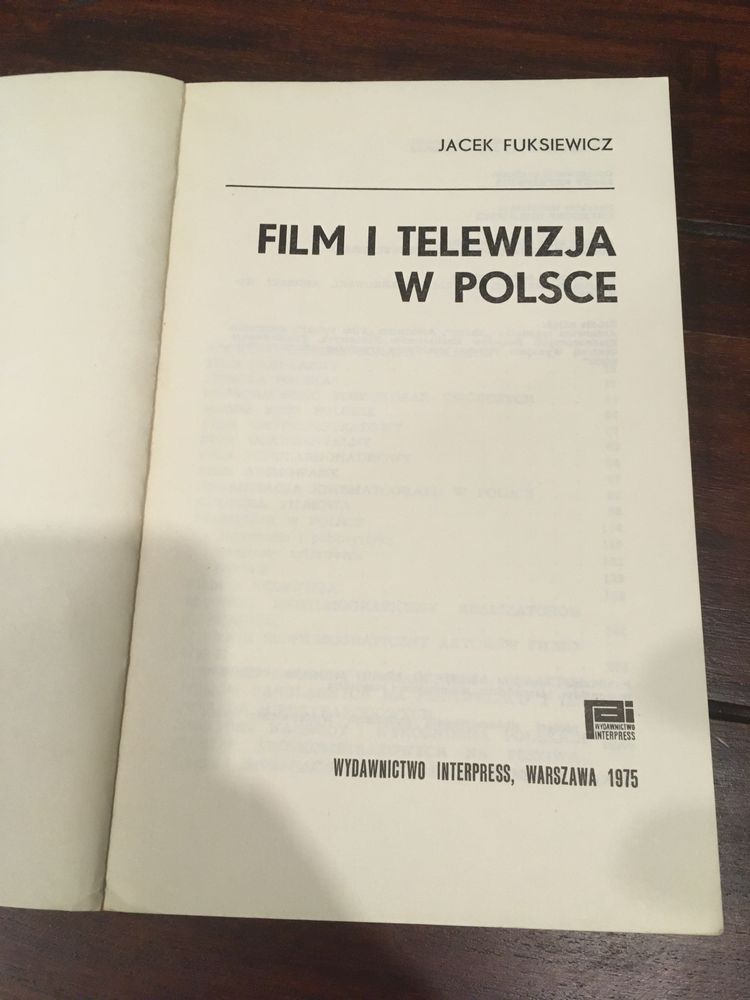 JACEK FUKSIEWICZ
FILM I TELEWIZJA
W POLSCE
WYDAWNICTWO
INTERPRESS
WYDAWNICTWO INTERPRESS, WARSZAWA 1975